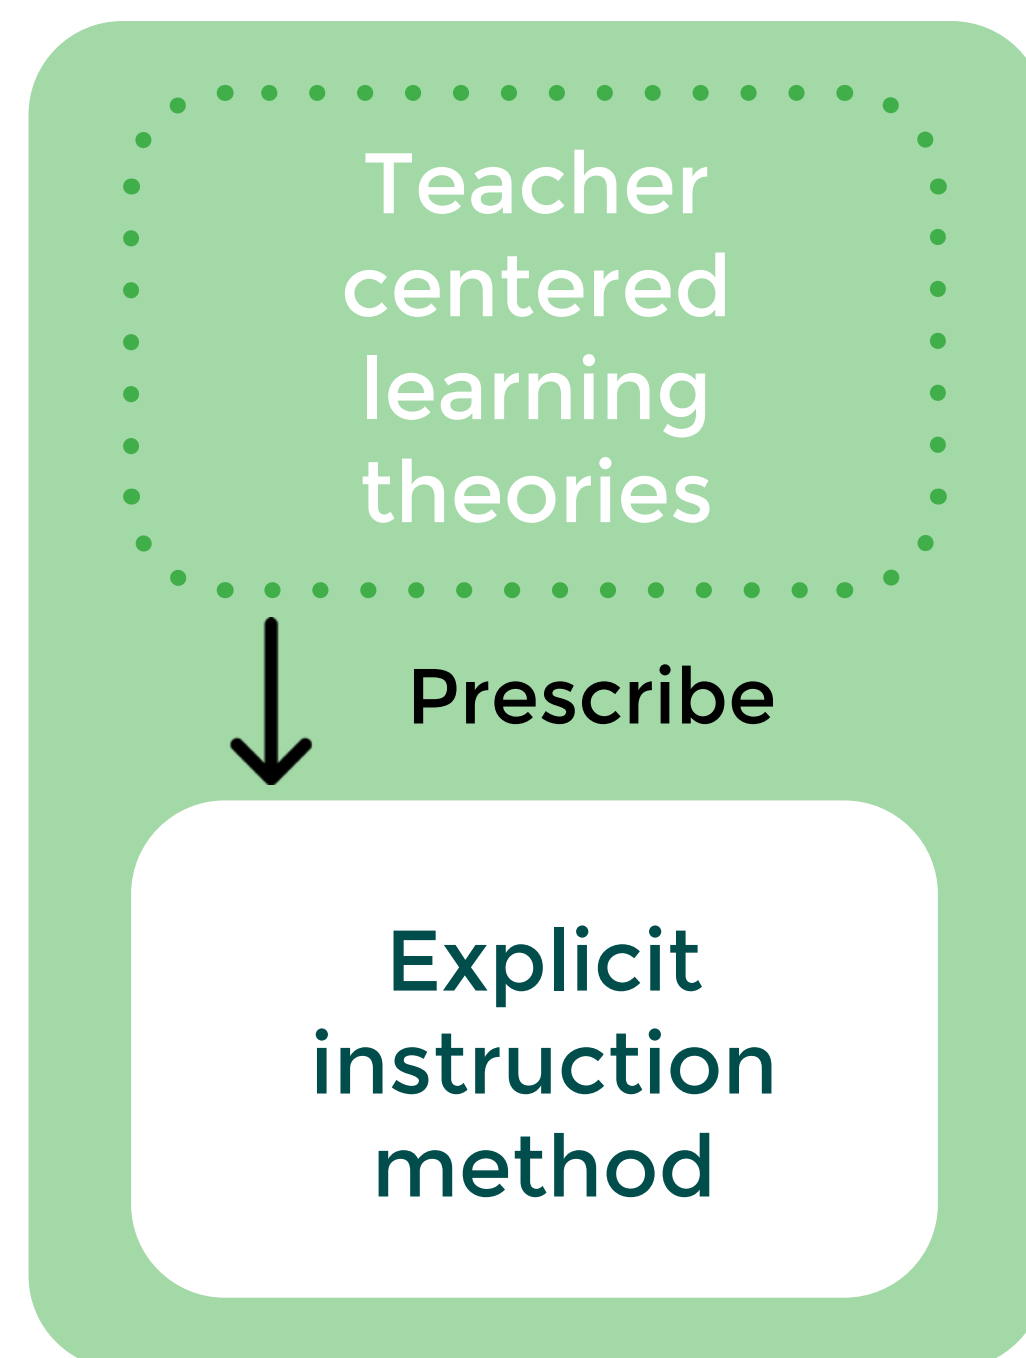 Teacher
centered
learning
theories
Prescribe
Explicit
instruction
method